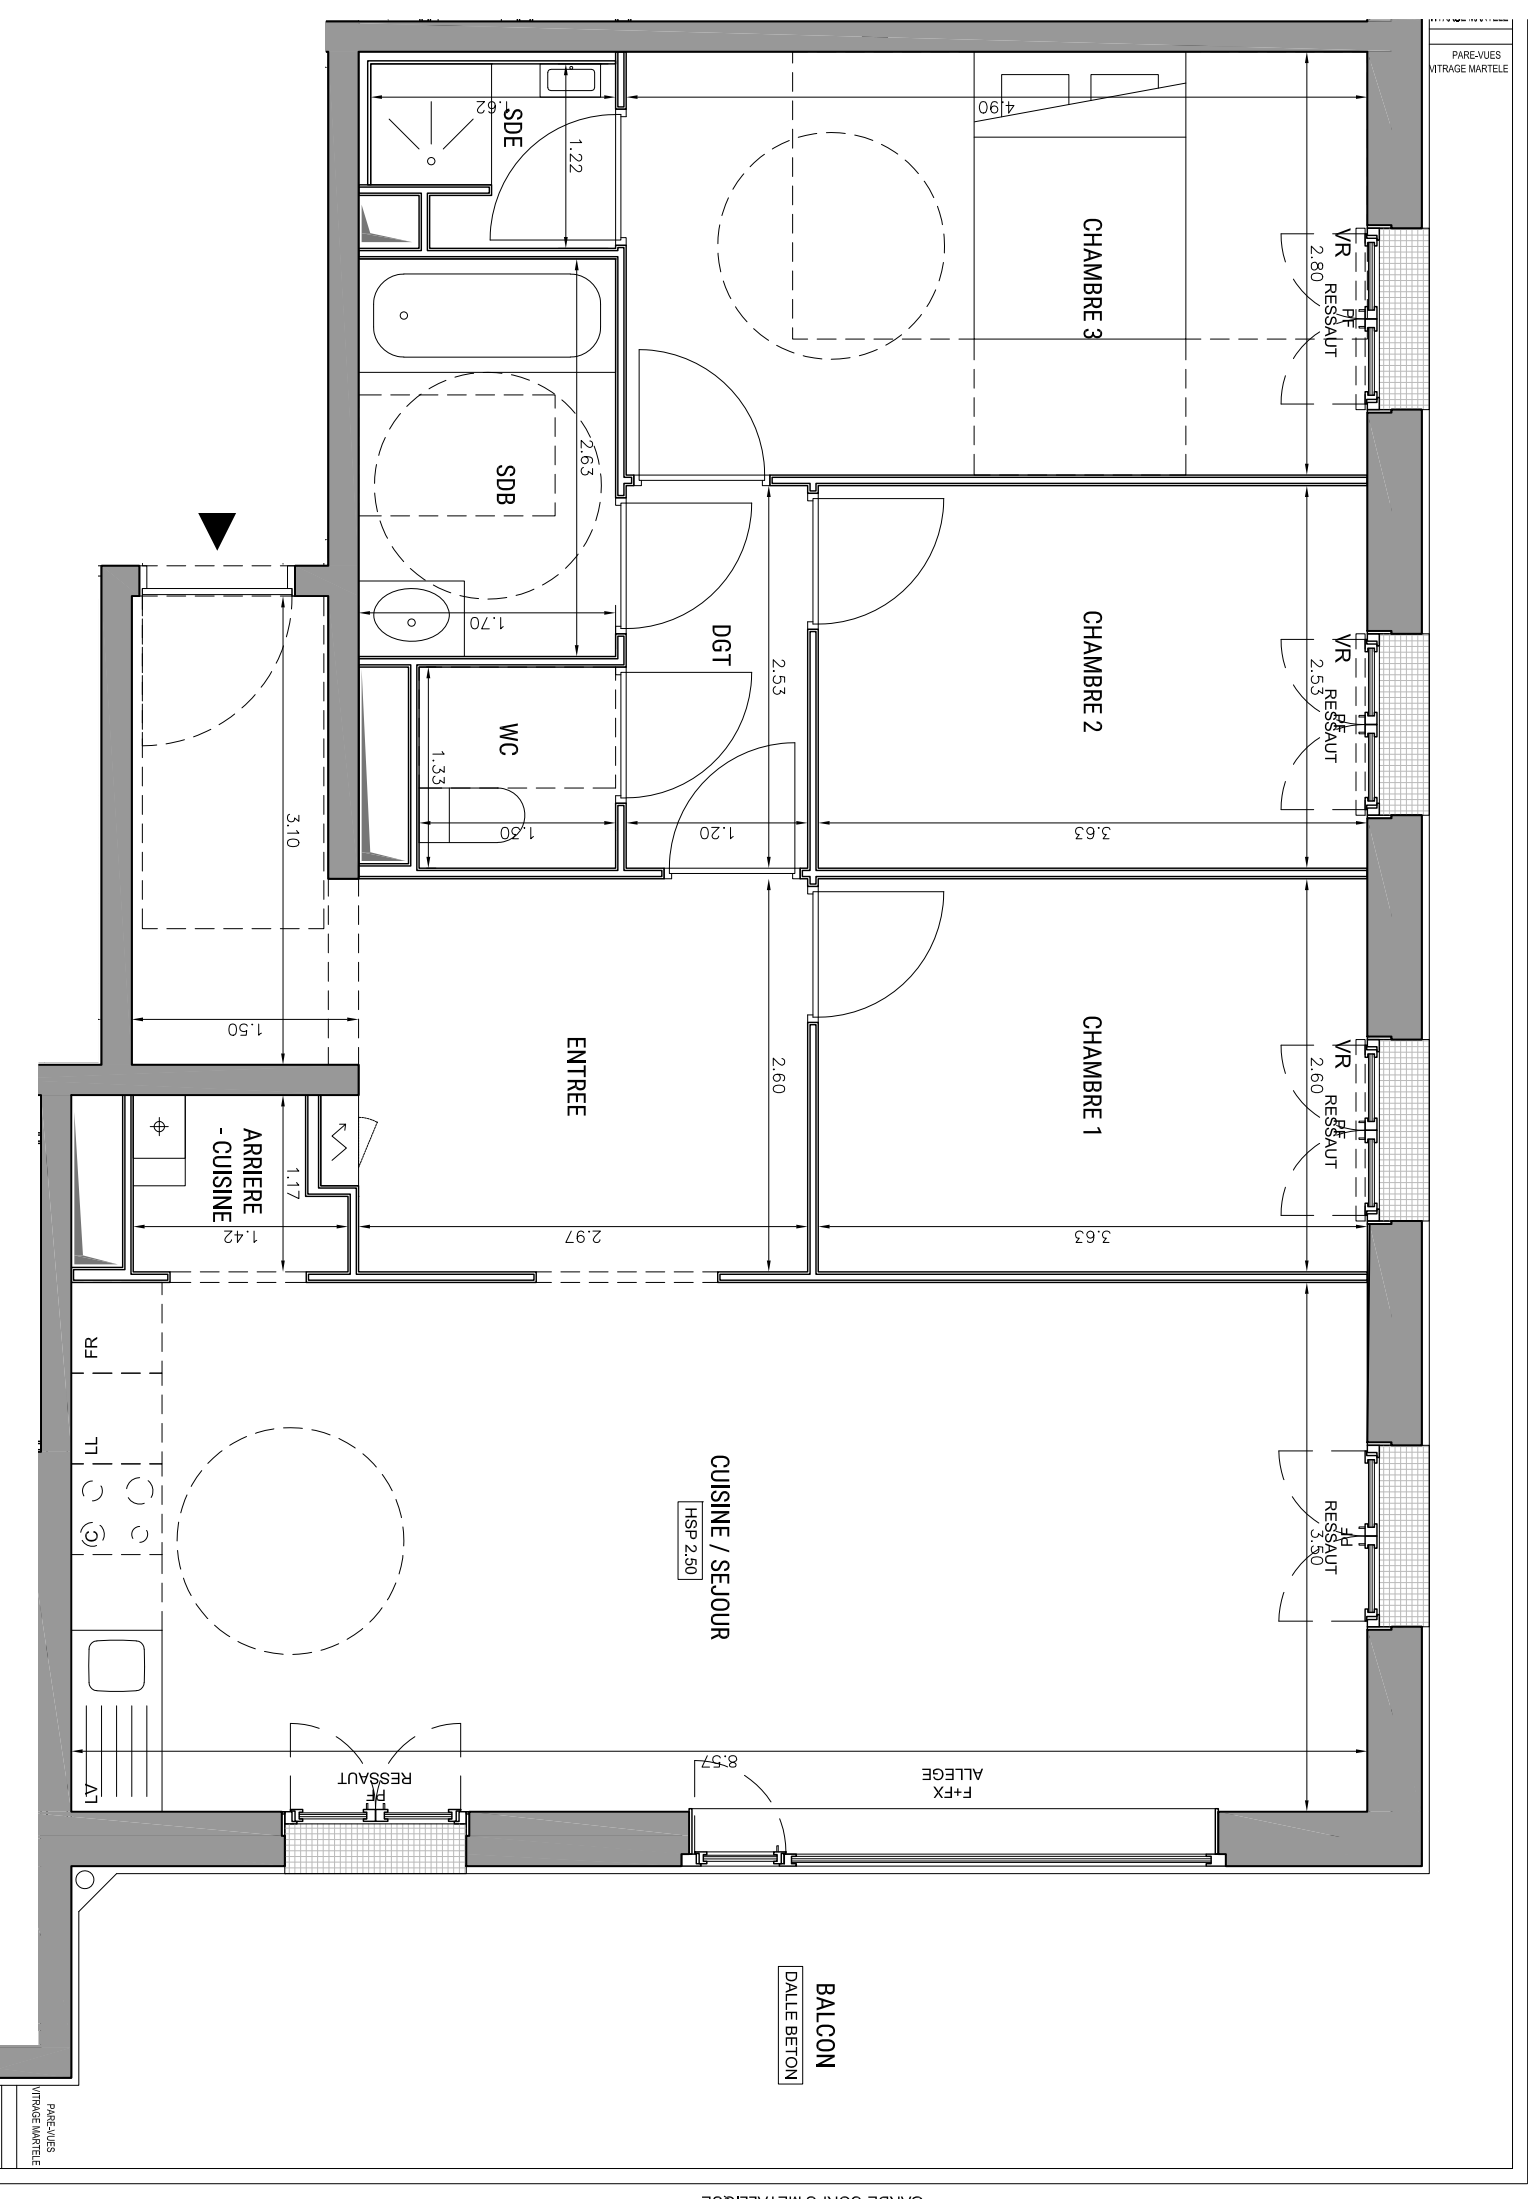 PARE-VUES
VITRAGE MARTELE
SDE
1.62
1.22
4.90
CHAMBRE 3
VR
2.80
PF
RESSAUT
SDB
2.63
1.70
DGT
2.53
CHAMBRE 2
VR
2.53
PF
RESSAUT
WC
1.33
1.30
1.20
3.63
3.10
1.50
ENTREE
2.60
CHAMBRE 1
VR
2.60
PF
RESSAUT
ARRIERE
- CUISINE
1.17
1.42
2.97
3.63
FR
LL
CUISINE / SEJOUR
HSP 2.50
PF
RESSAUT
3.50
LV
PF
RESSAUT
8.57
F+FX
ALLEGE
BALCON
DALLE BETON
PARE-VUES
VITRAGE MARTELE